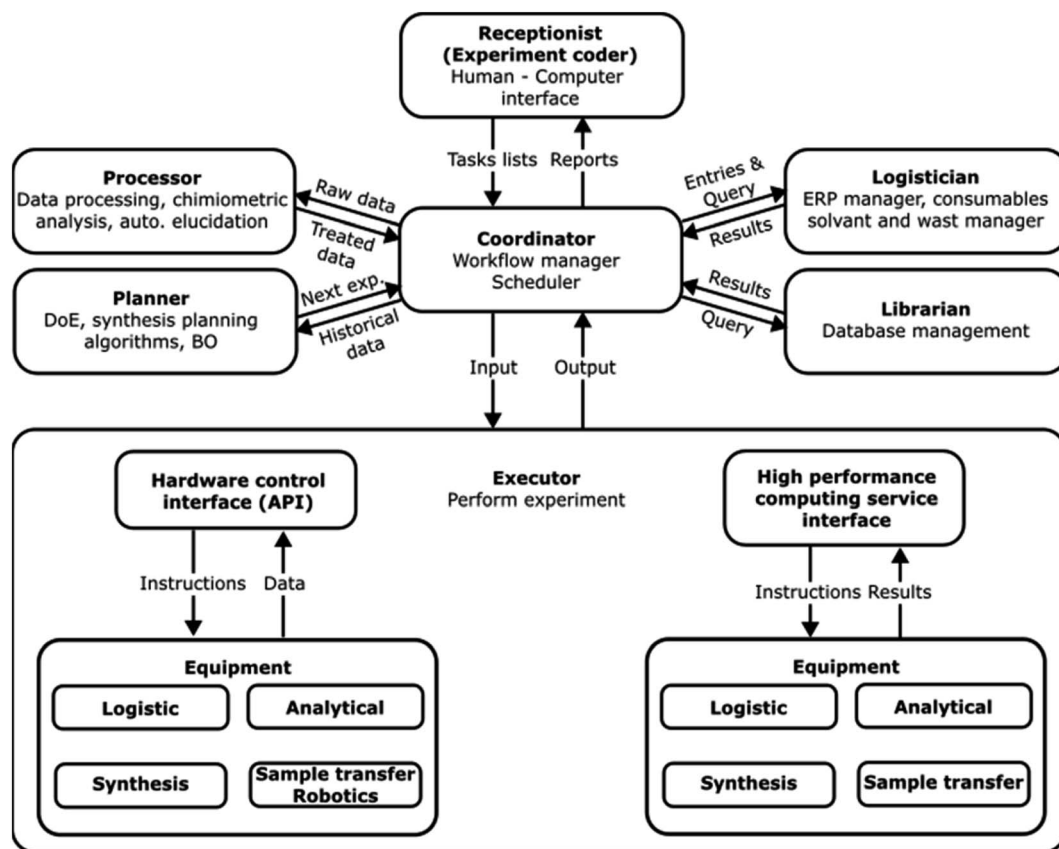 Receptionist
(Experiment coder)
Human - Computer
interface
Tasks lists
Reports
Processor
Data processing, chimiometric
analysis, auto. elucidation
Raw data
Treated
data
Coordinator
Workflow manager
Scheduler
Entries &
Query
Results
Logistician
ERP manager, consumables
solvant and wast manager
Planner
DoE, synthesis planning
algorithms, BO
Next exp.
Historical
data
Results
Query
Librarian
Database management
Input
Output
Executor
Perform experiment
Hardware control
interface (API)
Instructions
Data
Equipment
Logistic
Analytical
Synthesis
Sample transfer
Robotics
High performance
computing service
interface
Instructions
Results
Equipment
Logistic
Analytical
Synthesis
Sample transfer